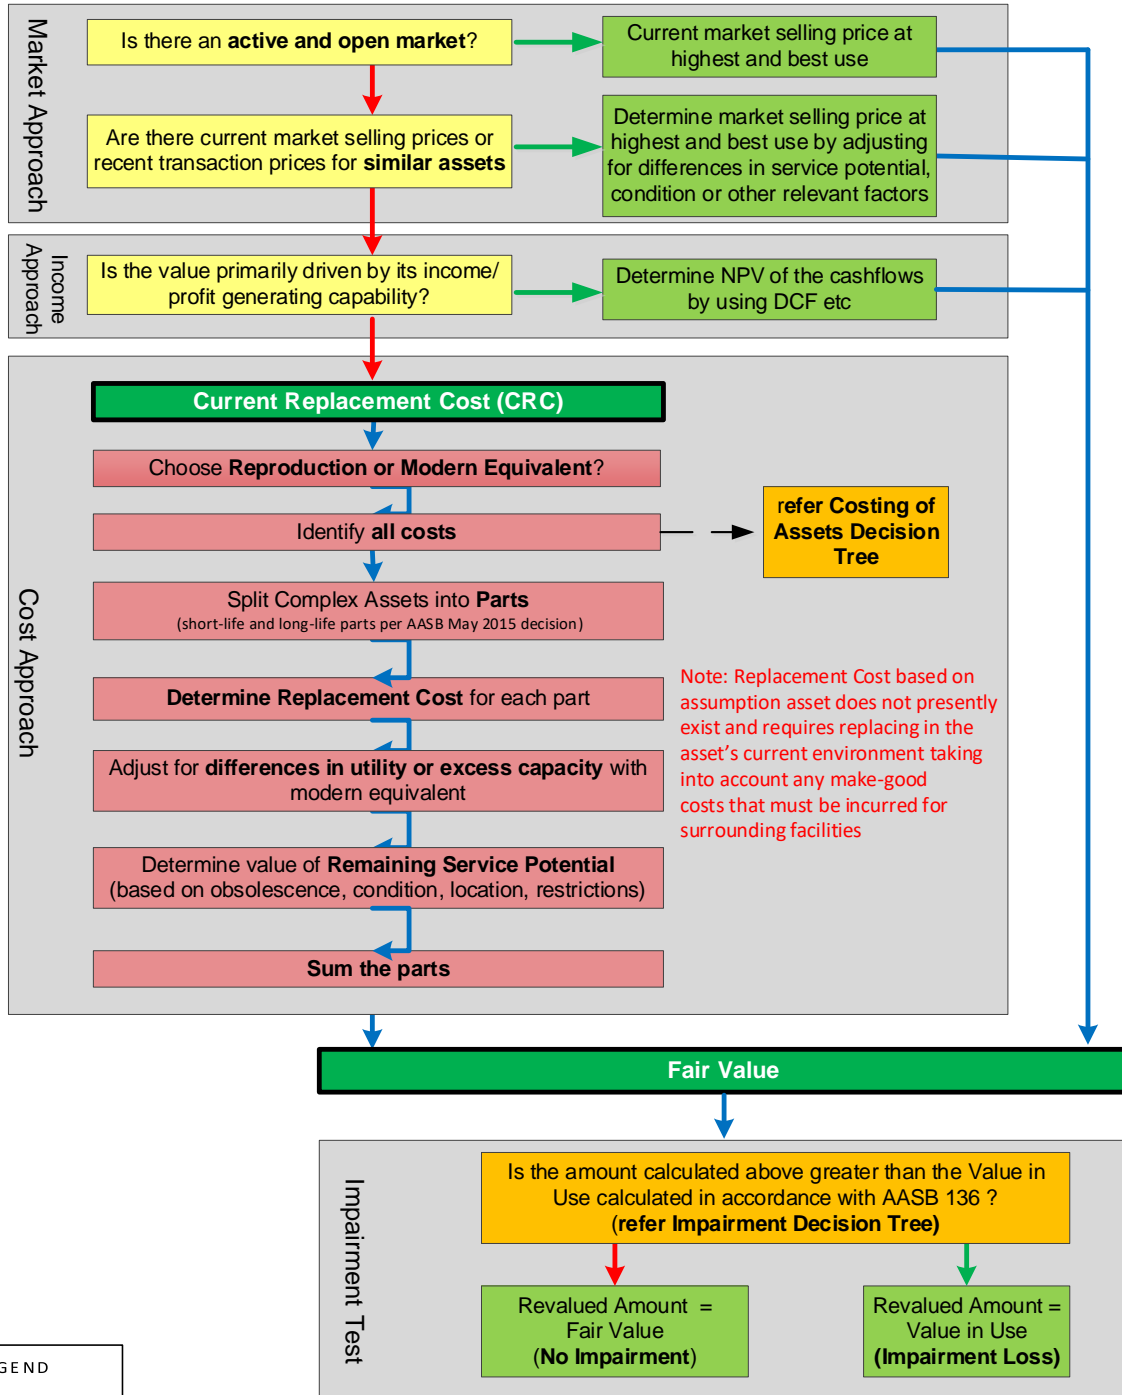 Market Approach
Is there an active and open market?
Current market selling price at
highest and best use
Are there current market selling prices or
recent transaction prices for similar assets
Determine market selling price at
highest and best use by adjusting
for differences in service potential,
condition or other relevant factors
Income
Approach
Is the value primarily driven by its income/
profit generating capability?
Determine NPV of the cashflows
by using DCF etc
Cost Approach
Current Replacement Cost (CRC)
Choose Reproduction or Modern Equivalent?
Identify all costs
refer Costing of
Assets Decision
Tree
Split Complex Assets into Parts
(short-life and long-life parts per AASB May 2015 decision)
Determine Replacement Cost for each part
Note: Replacement Cost based on
assumption asset does not presently
exist and requires replacing in the
asset's current environment taking
into account any make-good
costs that must be incurred for
surrounding facilities
Adjust for differences in utility or excess capacity with
modern equivalent
Determine value of Remaining Service Potential
(based on obsolescence, condition, location, restrictions)
Sum the parts
Fair Value
Impairment Test
Is the amount calculated above greater than the Value in
Use calculated in accordance with AASB 136 ?
(refer Impairment Decision Tree)
Revalued Amount =
Fair Value
(No Impairment)
Revalued Amount =
Value in Use
(Impairment Loss)
GEND